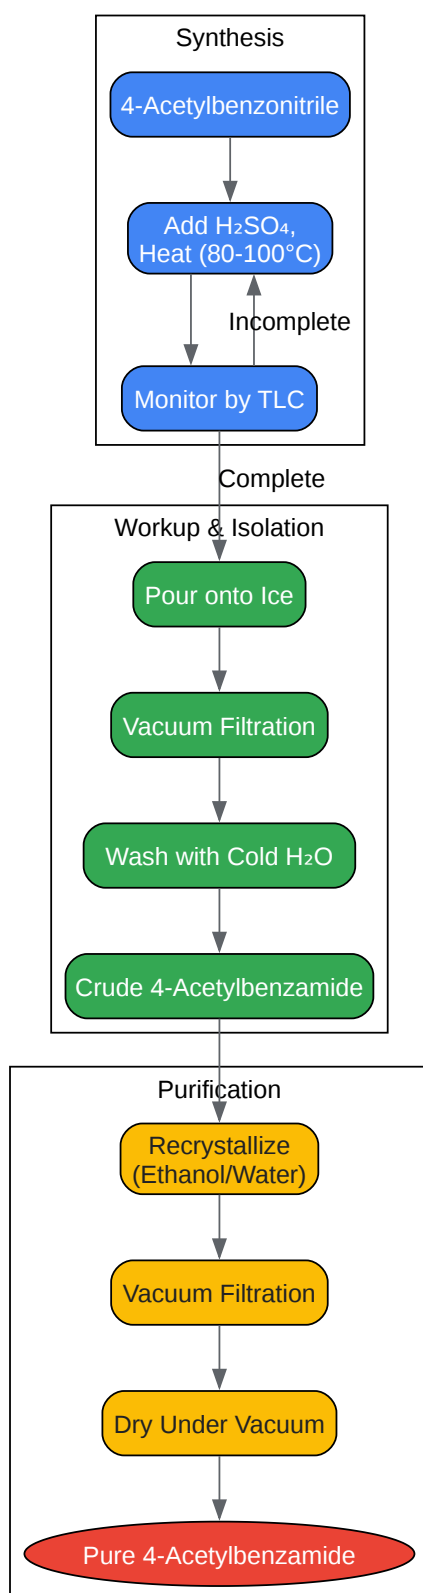 Synthesis
4-Acetylbenzonitrile
Add H₂SO₄,
Heat (80-100°C)
Incomplete
Monitor by TLC
Complete
Workup & Isolation
Pour onto Ice
Vacuum Filtration
Wash with Cold H₂O
Crude 4-Acetylbenzamide
Purification
Recrystallize
(Ethanol/Water)
Vacuum Filtration
Dry Under Vacuum
Pure 4-Acetylbenzamide